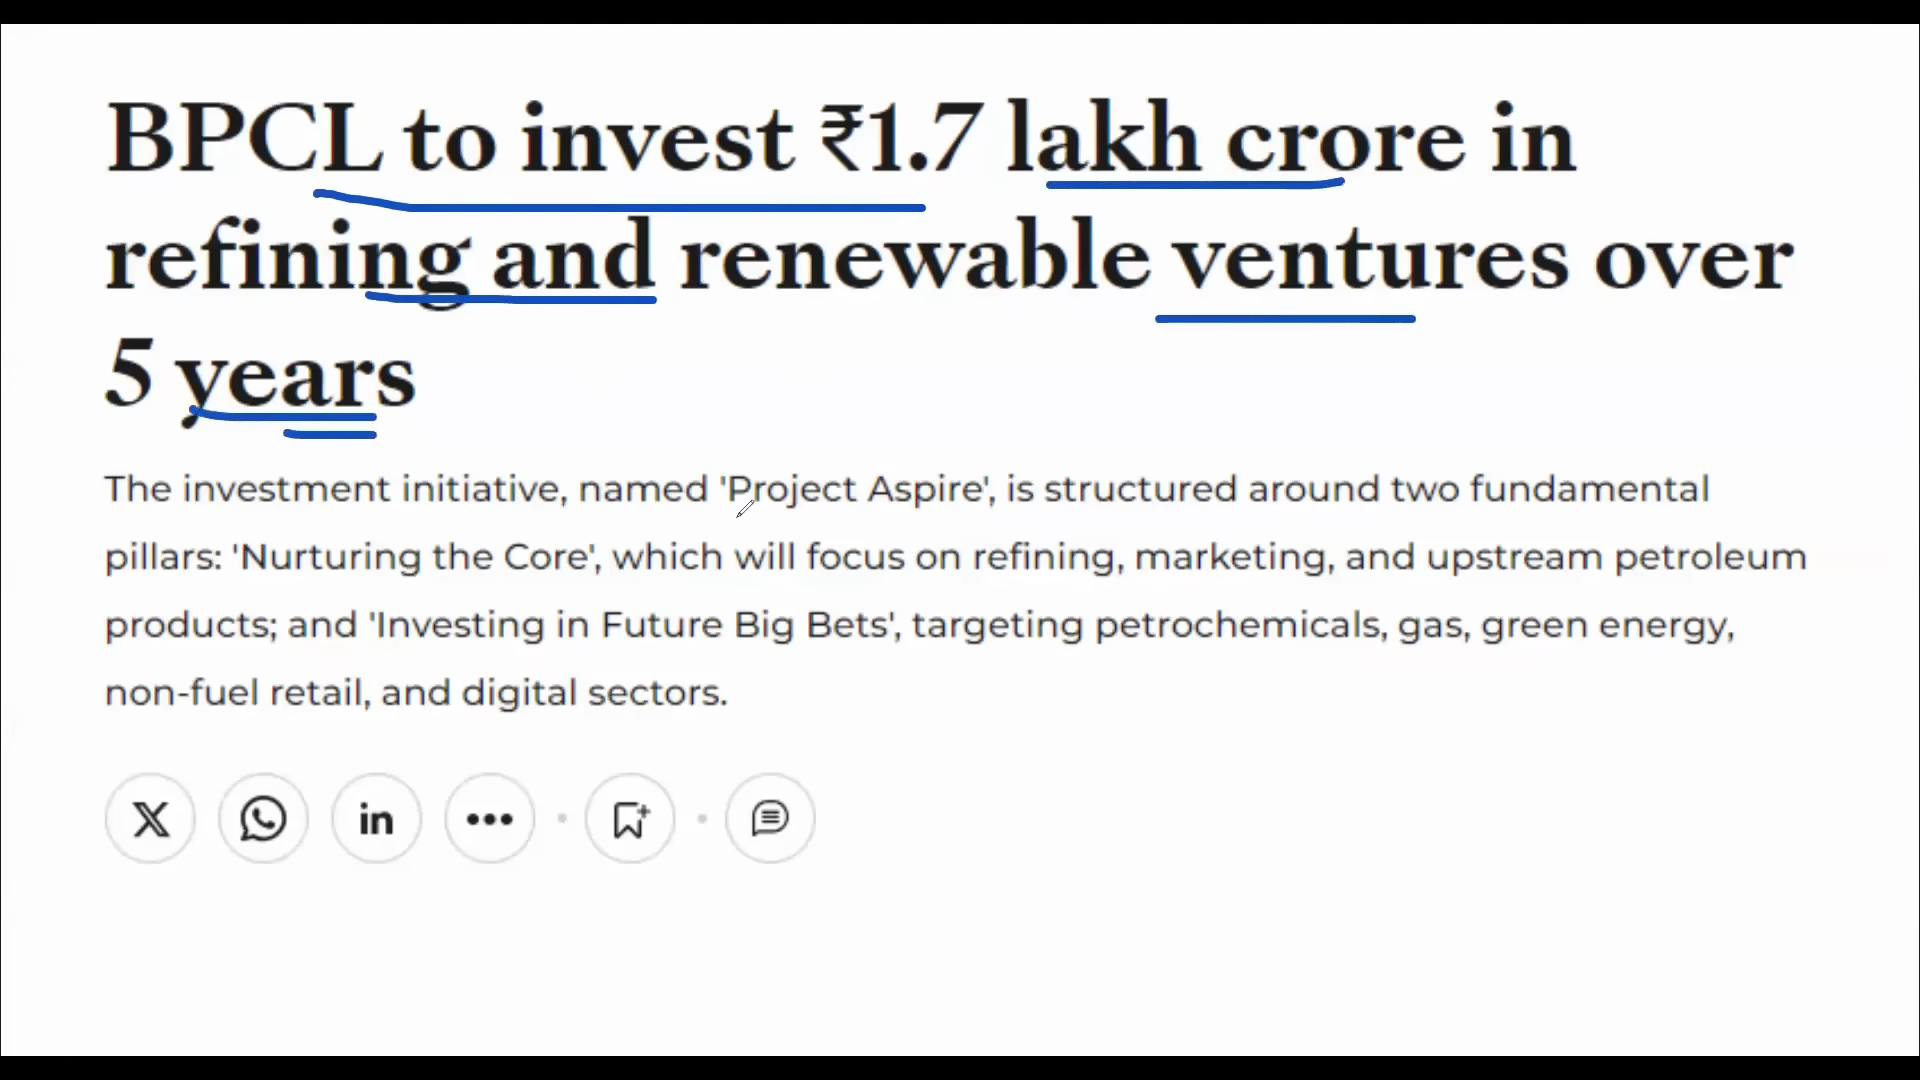 BPCL to invest ₹1.7 lakh crore in
refining and renewable ventures over
5 years
The investment initiative, named 'Project Aspire', is structured around two fundamental
pillars: 'Nurturing the Core', which will focus on refining, marketing, and upstream petroleum
products; and 'Investing in Future Big Bets', targeting petrochemicals, gas, green energy,
non-fuel retail, and digital sectors.